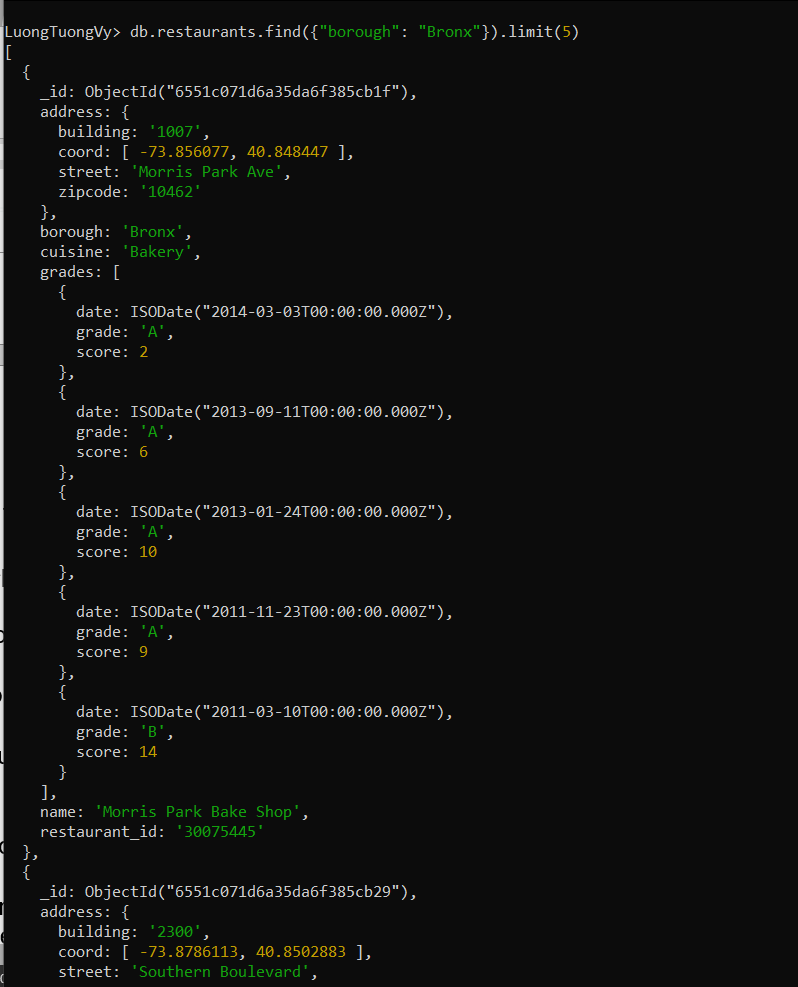 LuongTuongVy> db.restaurants.find({"borough": "Bronx"}).limit(5)
[
  {
    _id: ObjectId("6551c071d6a35da6f385cb1f"),
    address: {
      building: '1007',
      coord: [ -73.856077, 40.848447 ],
      street: 'Morris Park Ave',
      zipcode: '10462'
    },
    borough: 'Bronx',
    cuisine: 'Bakery',
    grades: [
      {
        date: ISODate("2014-03-03T00:00:00.000Z"),
        grade: 'A',
        score: 2
      },
      {
        date: ISODate("2013-09-11T00:00:00.000Z"),
        grade: 'A',
        score: 6
      },
      {
        date: ISODate("2013-01-24T00:00:00.000Z"),
        grade: 'A',
        score: 10
      },
      {
        date: ISODate("2011-11-23T00:00:00.000Z"),
        grade: 'A',
        score: 9
      },
      {
        date: ISODate("2011-03-10T00:00:00.000Z"),
        grade: 'B',
        score: 14
      }
    ],
    name: 'Morris Park Bake Shop',
    restaurant_id: '30075445'
  },
  {
    _id: ObjectId("6551c071d6a35da6f385cb29"),
    address: {
      building: '2300',
      coord: [ -73.8786113, 40.8502883 ],
      street: 'Southern Boulevard',